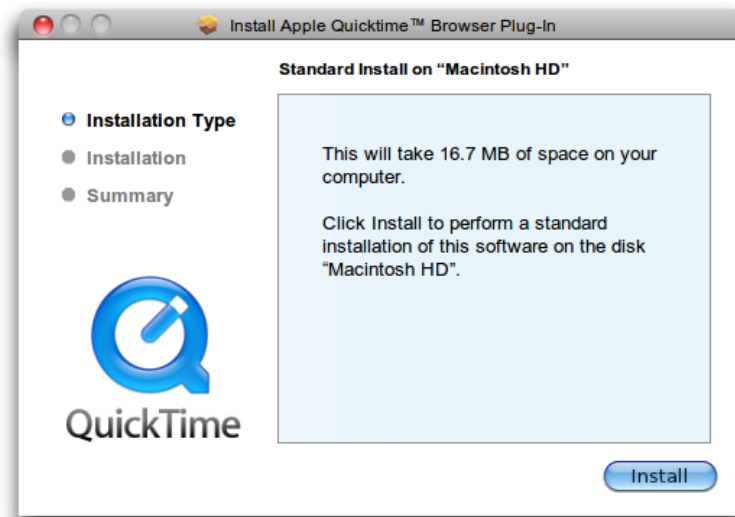 Install Apple Quicktime™ Browser Plug-In
Standard Install on “Macintosh HD”
Installation Type
Installation
Summary
This will take 16.7 MB of space on your
computer.
Click Install to perform a standard
installation of this software on the disk
“Macintosh HD”.
QuickTime
Install